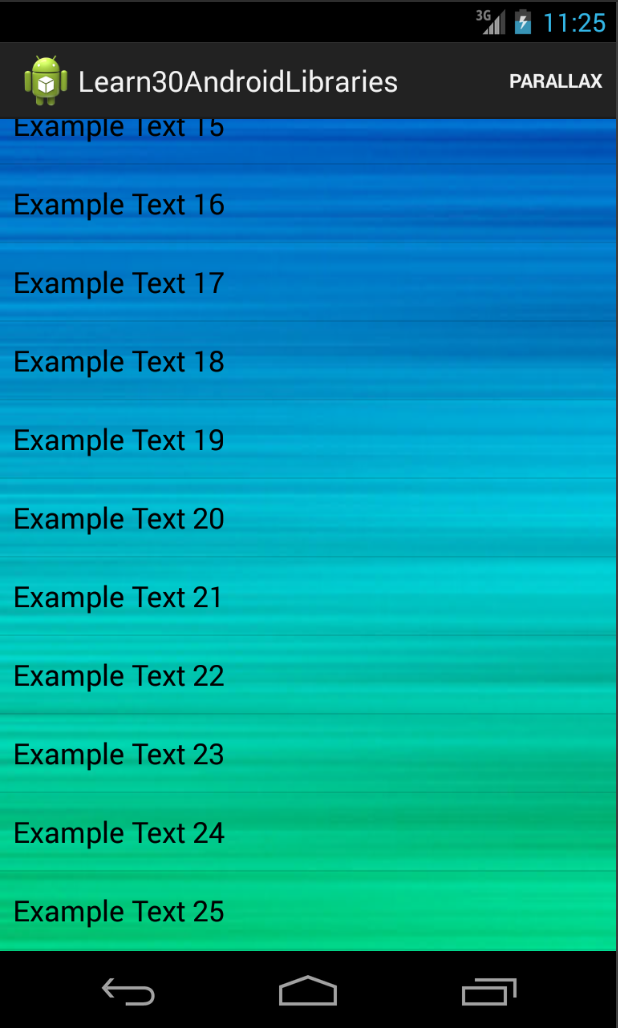 3G 11:25
Learn30AndroidLibraries PARALLAX
Example Text 15
Example Text 16
Example Text 17
Example Text 18
Example Text 19
Example Text 20
Example Text 21
Example Text 22
Example Text 23
Example Text 24
Example Text 25